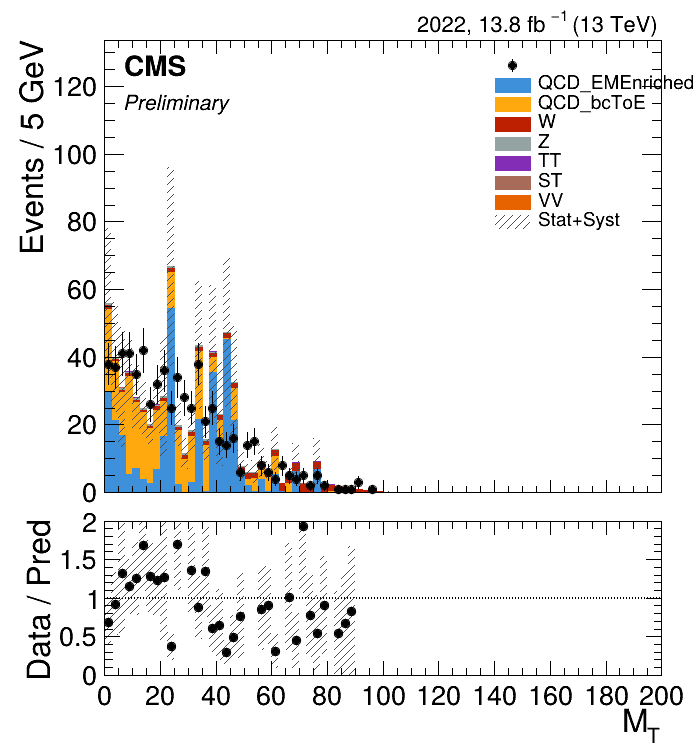 2022, 13.8 fb⁻¹ (13 TeV)
CMS
Preliminary
QCD_EMEnriched
QCD_bcToE
W
Z
TT
ST
VV
Stat+Syst
Events / 5 GeV
120
100
80
60
40
20
0
Data / Pred
2
1.5
1
0.5
0
0 20 40 60 80 100 120 140 160 180 200
M_T